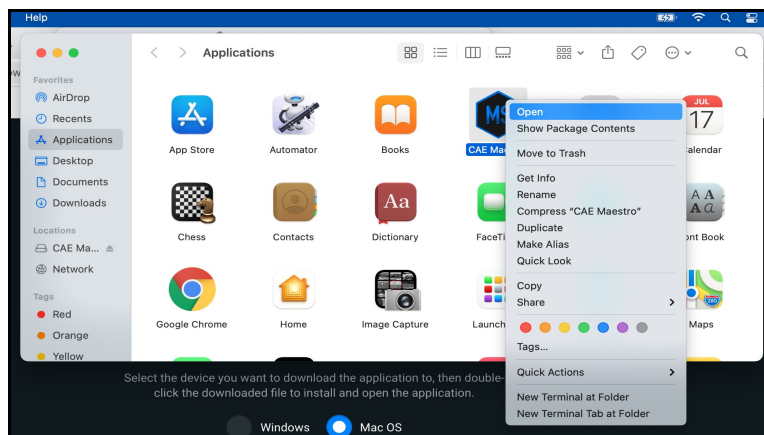 Help
Applications
Favorites
AirDrop
Recents
Applications
Desktop
Documents
Downloads
Locations
CAE Ma...
Network
Tags
Red
Orange
Yellow
App Store
Automator
Books
CAE Ma
JUL
17
alendar
Chess
Contacts
Aa
Dictionary
FaceTi
A A
A a
nt Book
Google Chrome
Home
Image Capture
Launch
280
Maps
MS
Open
Show Package Contents
Move to Trash
Get Info
Rename
Compress “CAE Maestro”
Duplicate
Make Alias
Quick Look
Copy
Share
Tags...
Quick Actions
New Terminal at Folder
New Terminal Tab at Folder
Select the device you want to download the application to, then double-
click the downloaded file to install and open the application.
Windows
Mac OS